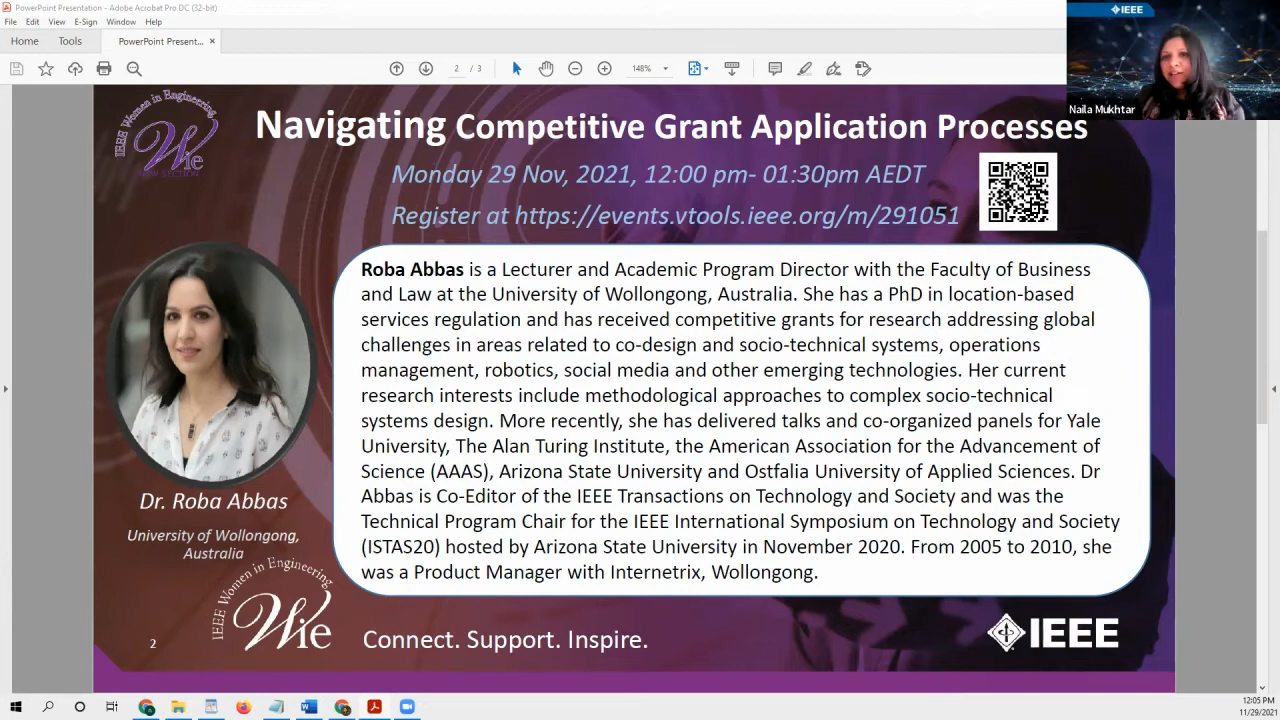 PowerPoint Presentation - Adobe Acrobat Pro DC (32-bit)
File Edit View E-Sign Window Help
Home Tools PowerPoint Present... ×
2 / 3 148%
IEEE
Naila Mukhtar
IEEE Women in Engineering
WiE
NSW SECTION
Navigating Competitive Grant Application Processes
Monday 29 Nov, 2021, 12:00 pm- 01:30pm AEDT
Register at https://events.vtools.ieee.org/m/291051
Roba Abbas is a Lecturer and Academic Program Director with the Faculty of Business
and Law at the University of Wollongong, Australia. She has a PhD in location-based
services regulation and has received competitive grants for research addressing global
challenges in areas related to co-design and socio-technical systems, operations
management, robotics, social media and other emerging technologies. Her current
research interests include methodological approaches to complex socio-technical
systems design. More recently, she has delivered talks and co-organized panels for Yale
University, The Alan Turing Institute, the American Association for the Advancement of
Science (AAAS), Arizona State University and Ostfalia University of Applied Sciences. Dr
Abbas is Co-Editor of the IEEE Transactions on Technology and Society and was the
Technical Program Chair for the IEEE International Symposium on Technology and Society
(ISTAS20) hosted by Arizona State University in November 2020. From 2005 to 2010, she
was a Product Manager with Internetrix, Wollongong.
Dr. Roba Abbas
University of Wollongong,
Australia
IEEE Women in Engineering
WiE
2
Connect. Support. Inspire.
IEEE
12:05 PM
11/29/2021